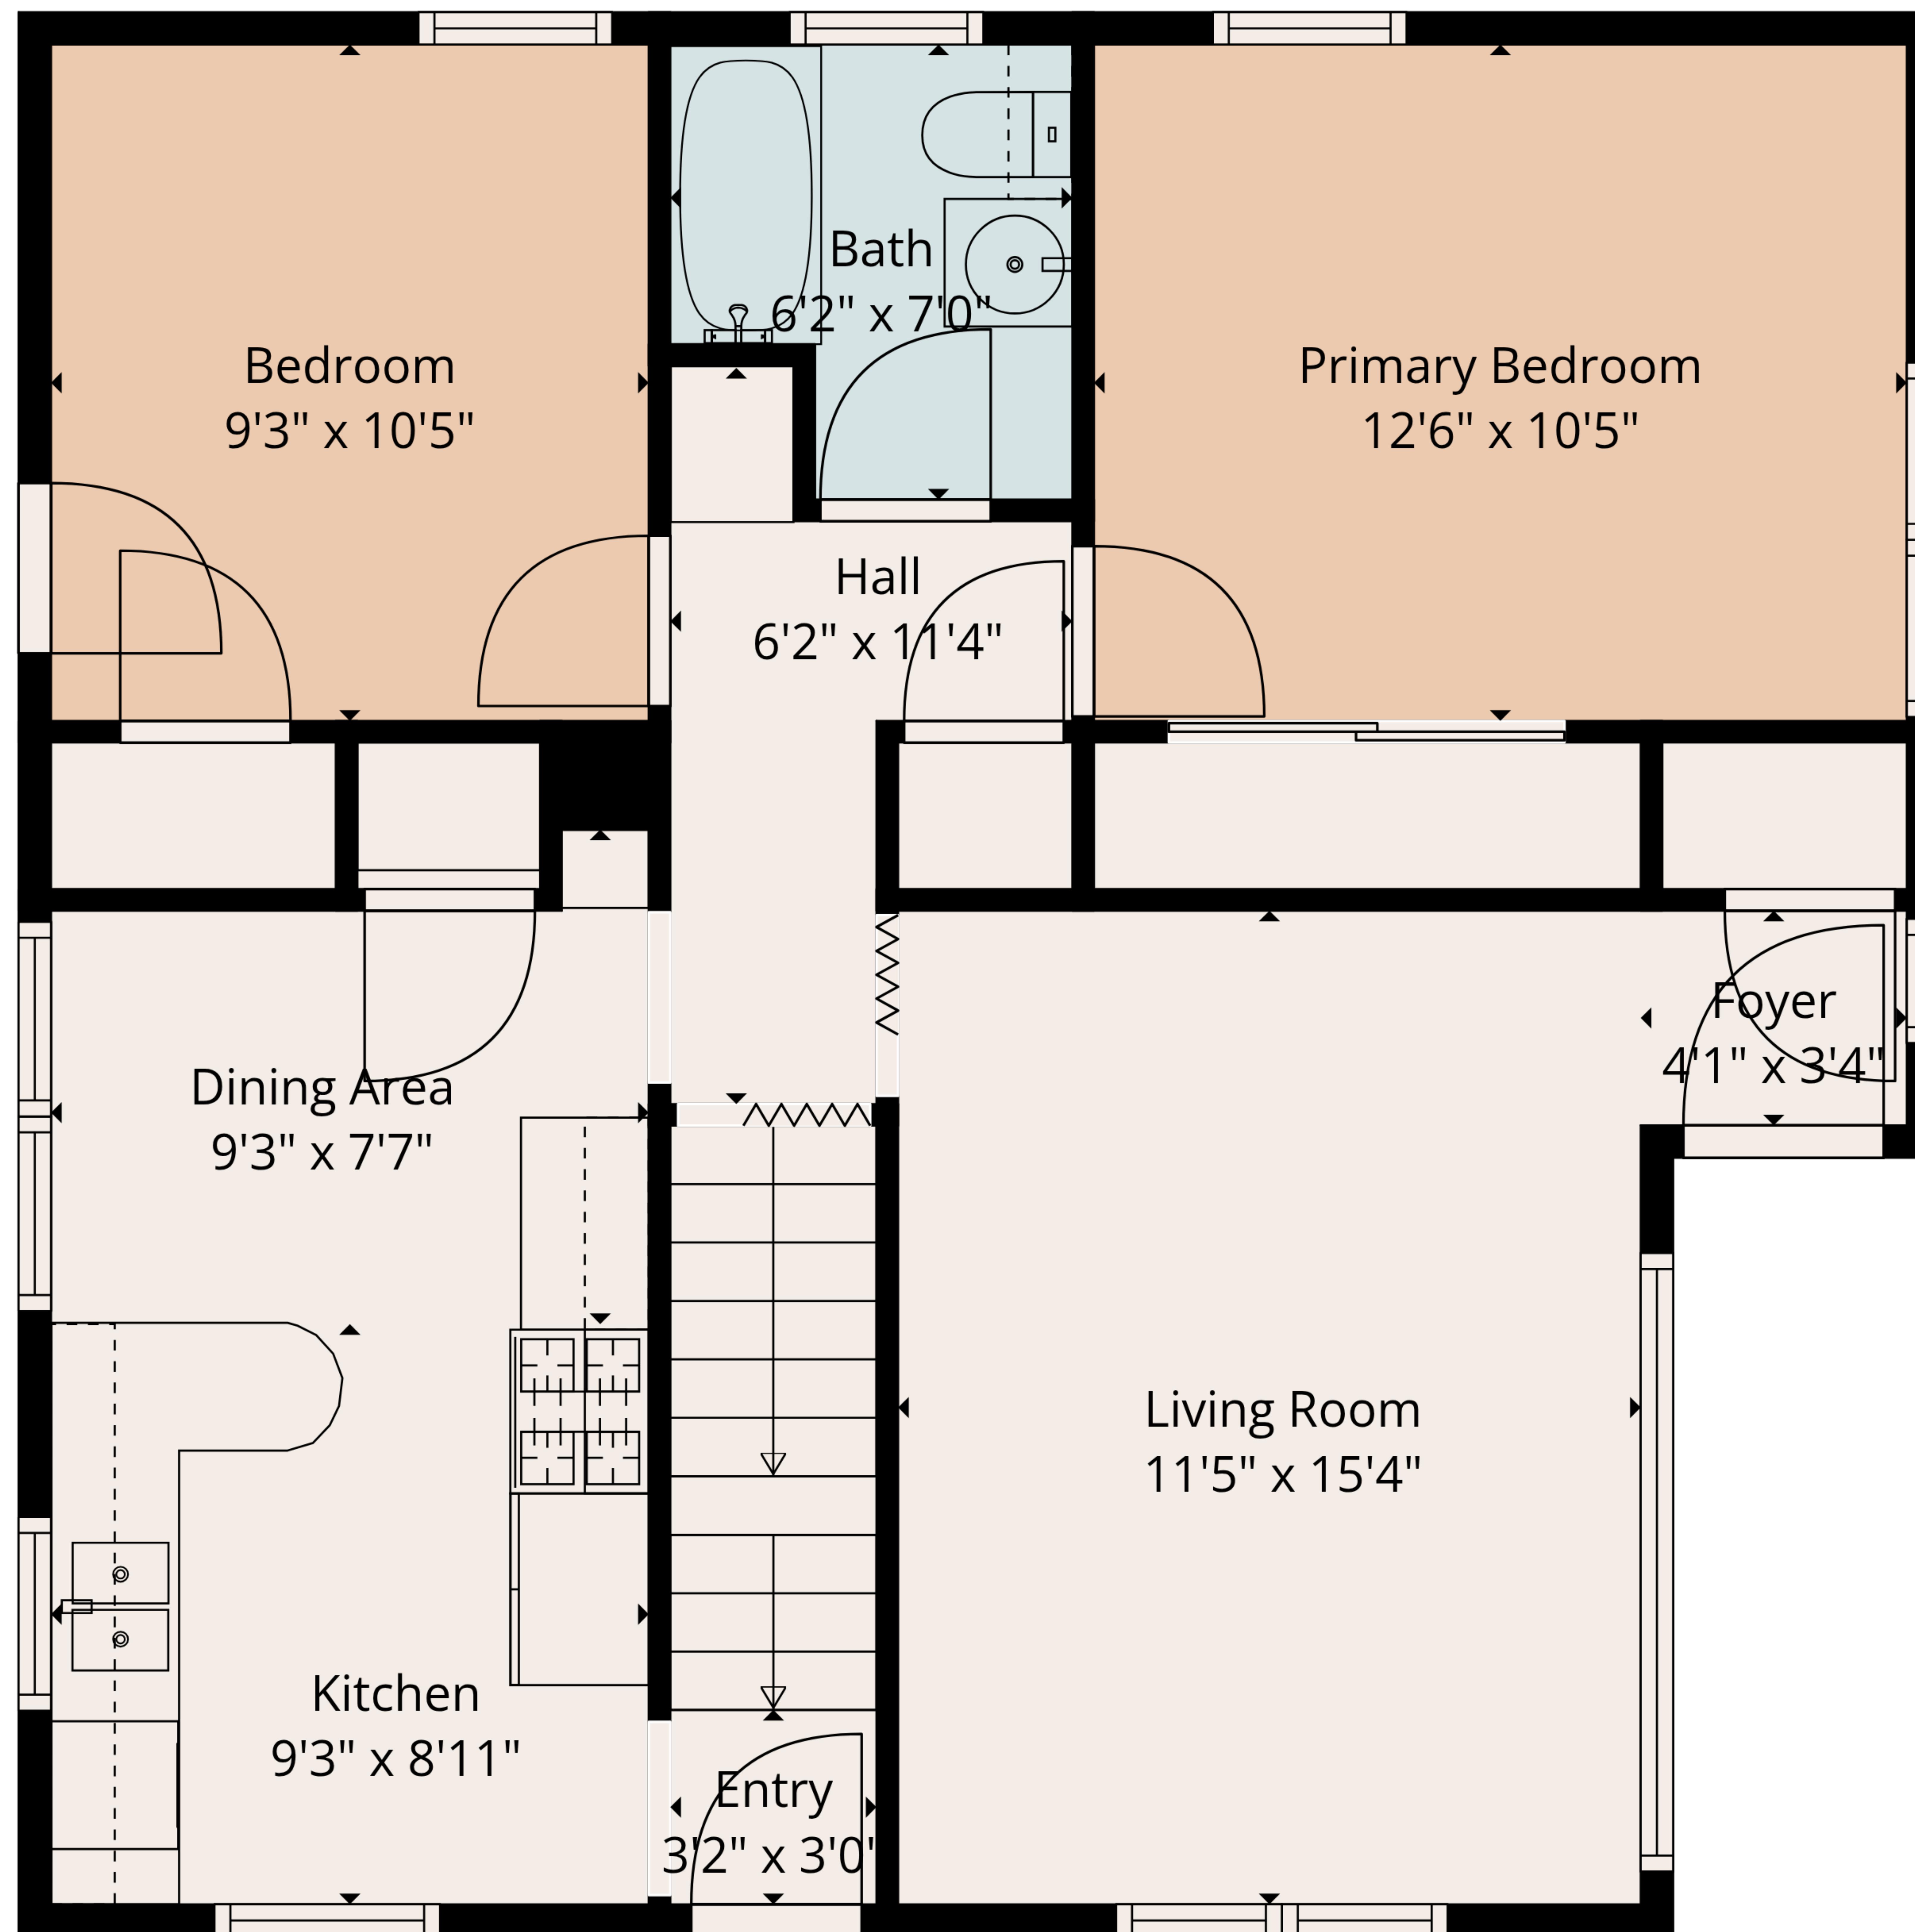 Bath
6'2" x 7'0"
Bedroom
9'3" x 10'5"
Primary Bedroom
12'6" x 10'5"
Hall
6'2" x 11'4"
Foyer
4'1" x 3'4"
Dining Area
9'3" x 7'7"
Living Room
11'5" x 15'4"
Kitchen
9'3" x 8'11"
Entry
3'2" x 3'0"